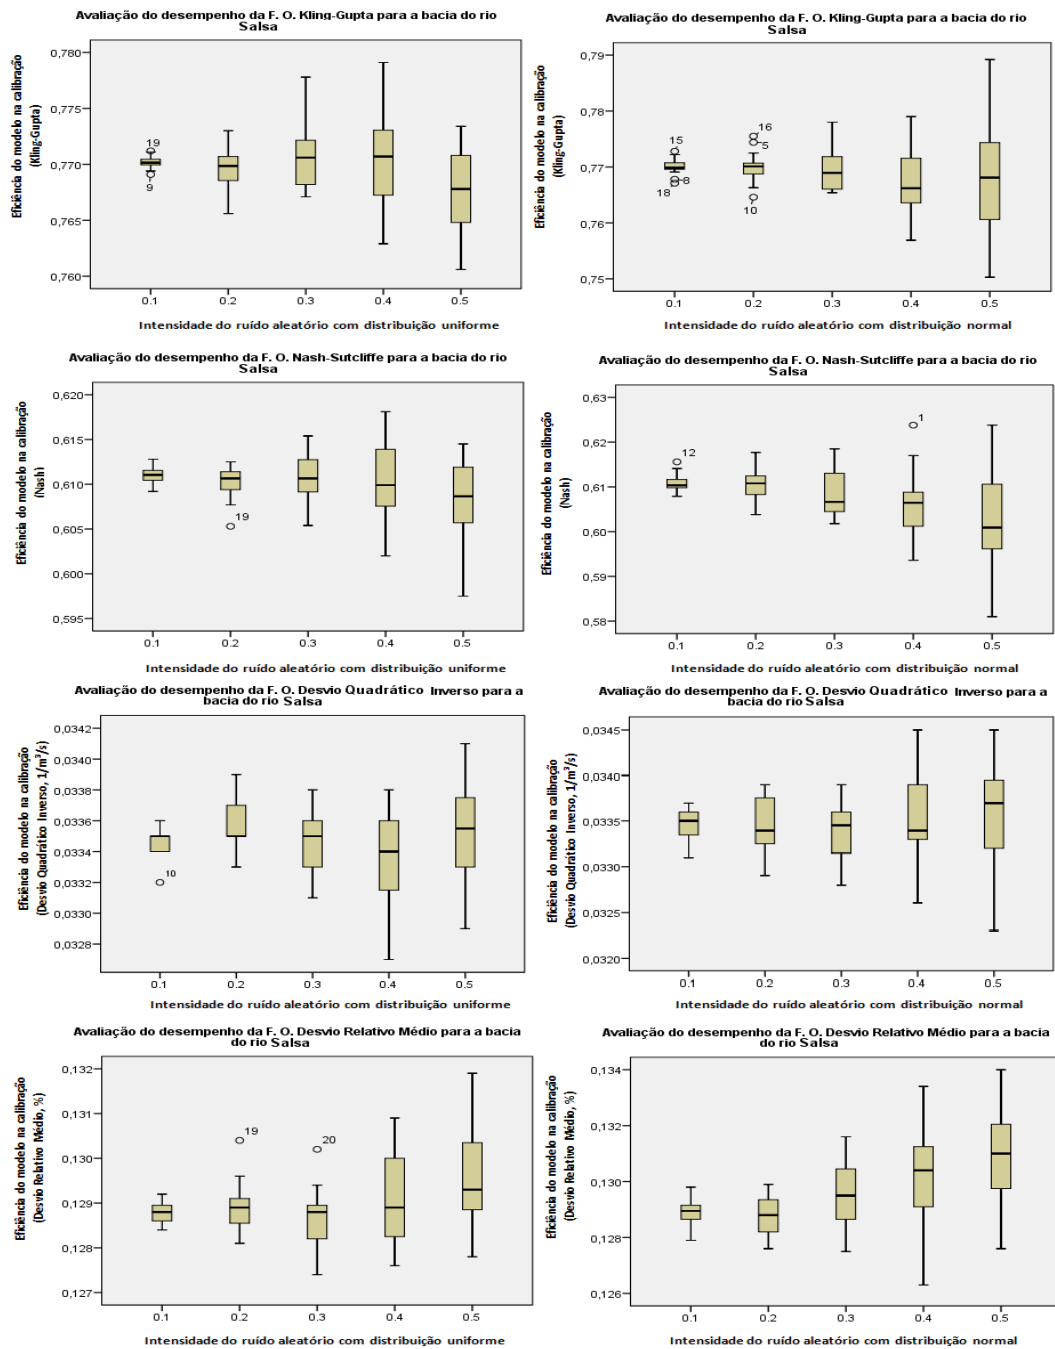 Avaliação do desempenho da F. O. Kling-Gupta para a bacia do rio
Salsa
Eficiência do modelo na calibração
(Kling-Gupta)
0,780
0,775
0,770
0,765
0,760
19
9
0.1 0.2 0.3 0.4 0.5
Intensidade do ruído aleatório com distribuição uniforme
Avaliação do desempenho da F. O. Kling-Gupta para a bacia do rio
Salsa
Eficiência do modelo na calibração
(Kling-Gupta)
0,79
0,78
0,77
0,76
0,75
15
8
18
16
5
10
0.1 0.2 0.3 0.4 0.5
Intensidade do ruído aleatório com distribuição normal
Avaliação do desempenho da F. O. Nash-Sutcliffe para a bacia do rio
Salsa
Eficiência do modelo na calibração
(Nash)
0,620
0,615
0,610
0,605
0,600
0,595
19
0.1 0.2 0.3 0.4 0.5
Intensidade do ruído aleatório com distribuição uniforme
Avaliação do desempenho da F. O. Nash-Sutcliffe para a bacia do rio
Salsa
Eficiência do modelo na calibração
(Nash)
0,63
0,62
0,61
0,60
0,59
0,58
12
1
0.1 0.2 0.3 0.4 0.5
Intensidade do ruído aleatório com distribuição normal
Avaliação do desempenho da F. O. Desvio Quadrático Inverso para a
bacia do rio Salsa
Eficiência do modelo na calibração
(Desvio Quadrático Inverso, 1/m³/s)
0,0342
0,0340
0,0338
0,0336
0,0334
0,0332
0,0330
0,0328
10
0.1 0.2 0.3 0.4 0.5
Intensidade do ruído aleatório com distribuição uniforme
Avaliação do desempenho da F. O. Desvio Quadrático Inverso para a
bacia do rio Salsa
Eficiência do modelo na calibração
(Desvio Quadrático Inverso, 1/m³/s)
0,0345
0,0340
0,0335
0,0330
0,0325
0,0320
0.1 0.2 0.3 0.4 0.5
Intensidade do ruído aleatório com distribuição normal
Avaliação do desempenho da F. O. Desvio Relativo Médio para a bacia
do rio Salsa
Eficiência do modelo na calibração
(Desvio Relativo Médio, %)
0,132
0,131
0,130
0,129
0,128
0,127
19
20
0.1 0.2 0.3 0.4 0.5
Intensidade do ruído aleatório com distribuição uniforme
Avaliação do desempenho da F. O. Desvio Relativo Médio para a bacia
do rio Salsa
Eficiência do modelo na calibração
(Desvio Relativo Médio, %)
0,134
0,132
0,130
0,128
0,126
0.1 0.2 0.3 0.4 0.5
Intensidade do ruído aleatório com distribuição normal